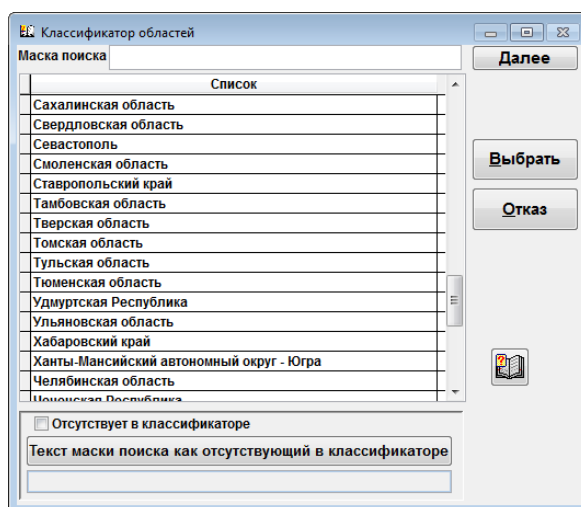 Классификатор областей
Маска поиска
Далее
Список
Сахалинская область
Свердловская область
Севастополь
Смоленская область
Ставропольский край
Тамбовская область
Тверская область
Томская область
Тульская область
Тюменская область
Удмуртская Республика
Ульяновская область
Хабаровский край
Ханты-Мансийский автономный округ - Югра
Челябинская область
Чеченская Республика
Выбрать
Отказ
Отсутствует в классификаторе
Текст маски поиска как отсутствующий в классификаторе